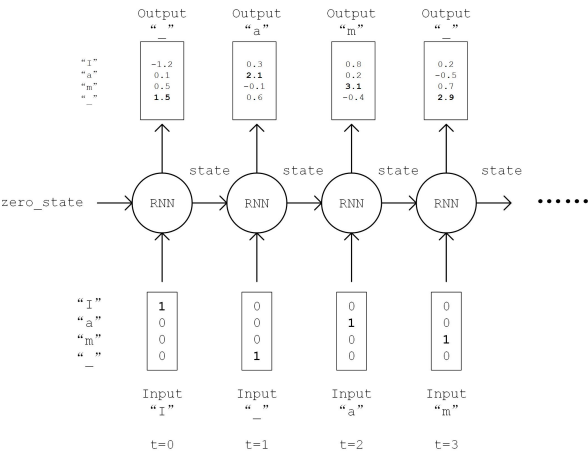 Output Output Output Output
“_” “a” “m” “_”
“I” -1.2 0.3 0.8 0.2
“a” 0.1 2.1 0.2 -0.5
“m” 0.5 -0.1 3.1 0.7
“_” 1.5 0.6 -0.4 2.9
state state state state
zero_state RNN RNN RNN RNN ......
“I” 1 0 0 0
“a” 0 0 1 0
“m” 0 0 0 1
“_” 0 1 0 0
Input Input Input Input
“I” “_” “a” “m”
t=0 t=1 t=2 t=3